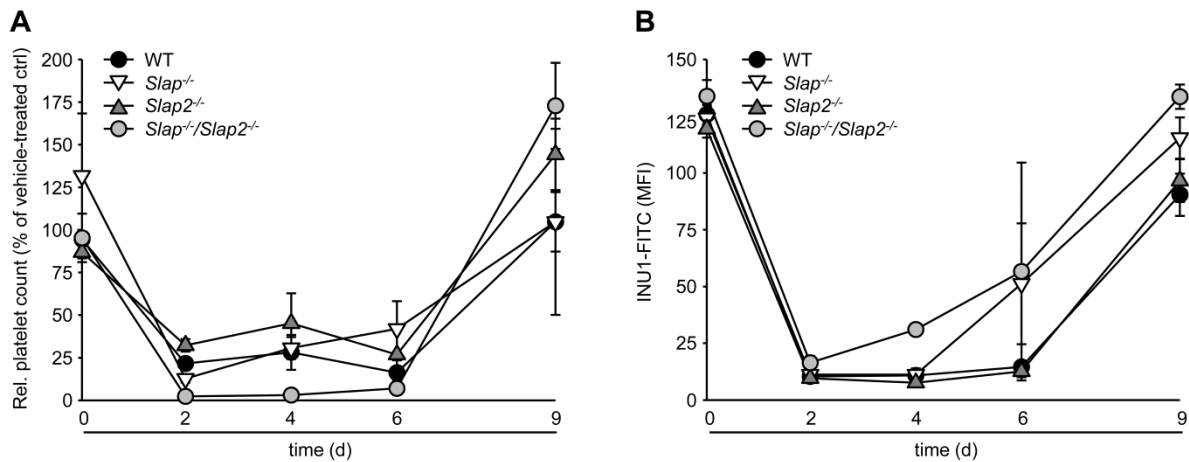 A
Rel. platelet count (% of vehicle-treated ctrl)
200
175
150
125
100
75
50
25
0
WT
Slap-/-
Slap2-/-
Slap-/-/Slap2-/-
0 2 4 6 9
time (d)
B
INU1-FITC (MFI)
150
125
100
75
50
25
0
WT
Slap-/-
Slap2-/-
Slap-/-/Slap2-/-
0 2 4 6 9
time (d)